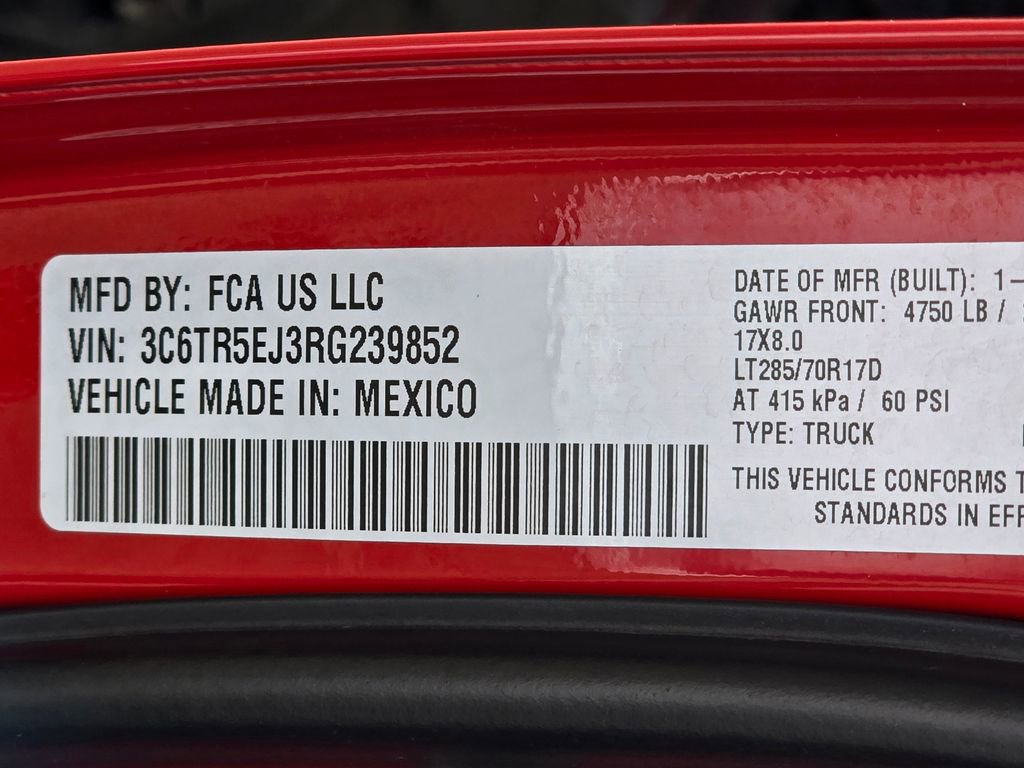 MFD BY: FCA US LLC
VIN: 3C6TR5EJ3RG239852
VEHICLE MADE IN: MEXICO
DATE OF MFR (BUILT): 1-
GAWR FRONT: 4750 LB /
17X8.0
LT285/70R17D
AT 415 kPa / 60 PSI
TYPE: TRUCK
THIS VEHICLE CONFORMS T
STANDARDS IN EFF